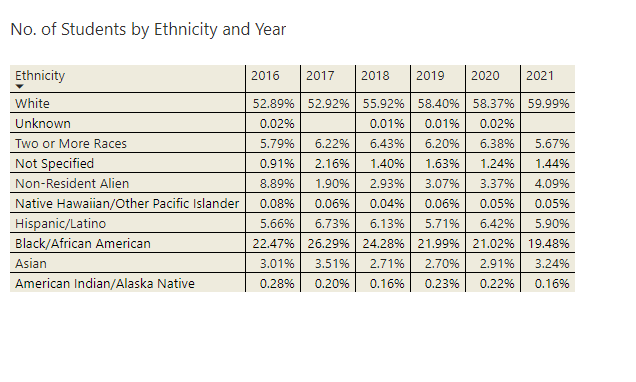 No. of Students by Ethnicity and Year
Ethnicity 2016 2017 2018 2019 2020 2021
White 52.89% 52.92% 55.92% 58.40% 58.37% 59.99%
Unknown 0.02% 0.01% 0.01% 0.02%
Two or More Races 5.79% 6.22% 6.43% 6.20% 6.38% 5.67%
Not Specified 0.91% 2.16% 1.40% 1.63% 1.24% 1.44%
Non-Resident Alien 8.89% 1.90% 2.93% 3.07% 3.37% 4.09%
Native Hawaiian/Other Pacific Islander 0.08% 0.06% 0.04% 0.06% 0.05% 0.05%
Hispanic/Latino 5.66% 6.73% 6.13% 5.71% 6.42% 5.90%
Black/African American 22.47% 26.29% 24.28% 21.99% 21.02% 19.48%
Asian 3.01% 3.51% 2.71% 2.70% 2.91% 3.24%
American Indian/Alaska Native 0.28% 0.20% 0.16% 0.23% 0.22% 0.16%